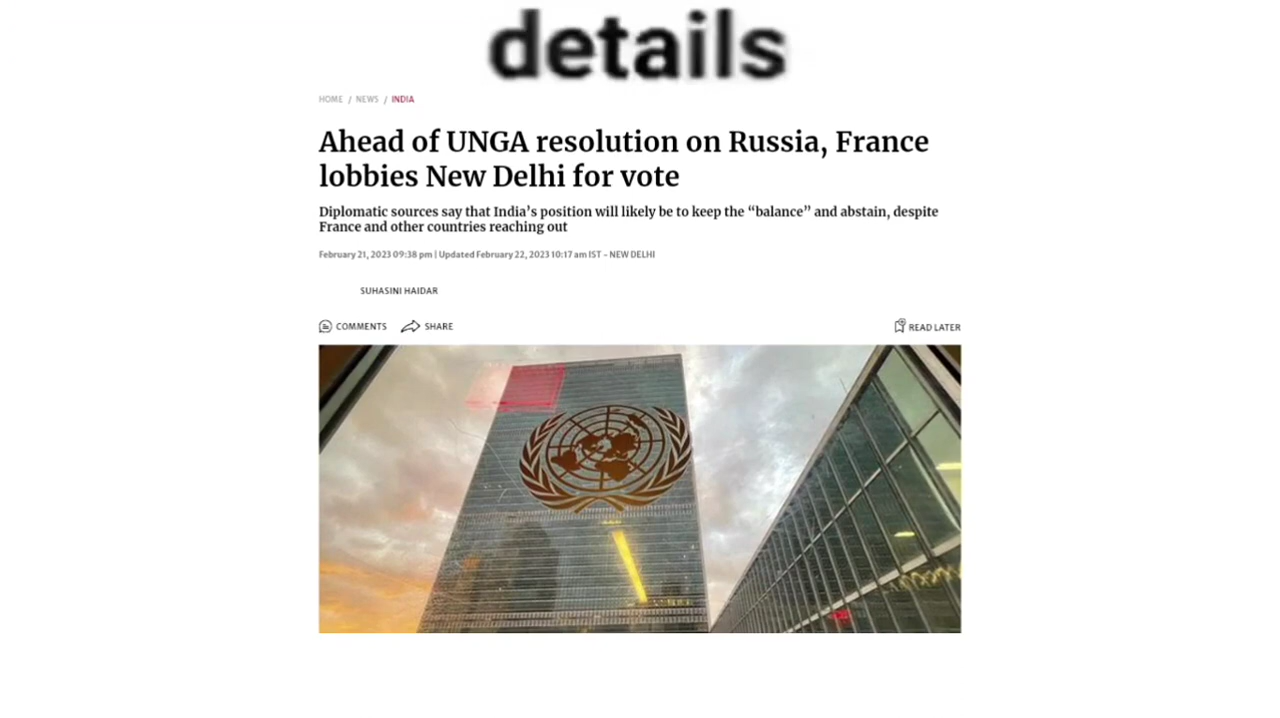 details
HOME / NEWS / INDIA
Ahead of UNGA resolution on Russia, France
lobbies New Delhi for vote
Diplomatic sources say that India’s position will likely be to keep the “balance” and abstain, despite
France and other countries reaching out
February 21, 2023 09:38 pm | Updated February 22, 2023 10:17 am IST - NEW DELHI
SUHASINI HAIDAR
COMMENTS SHARE READ LATER